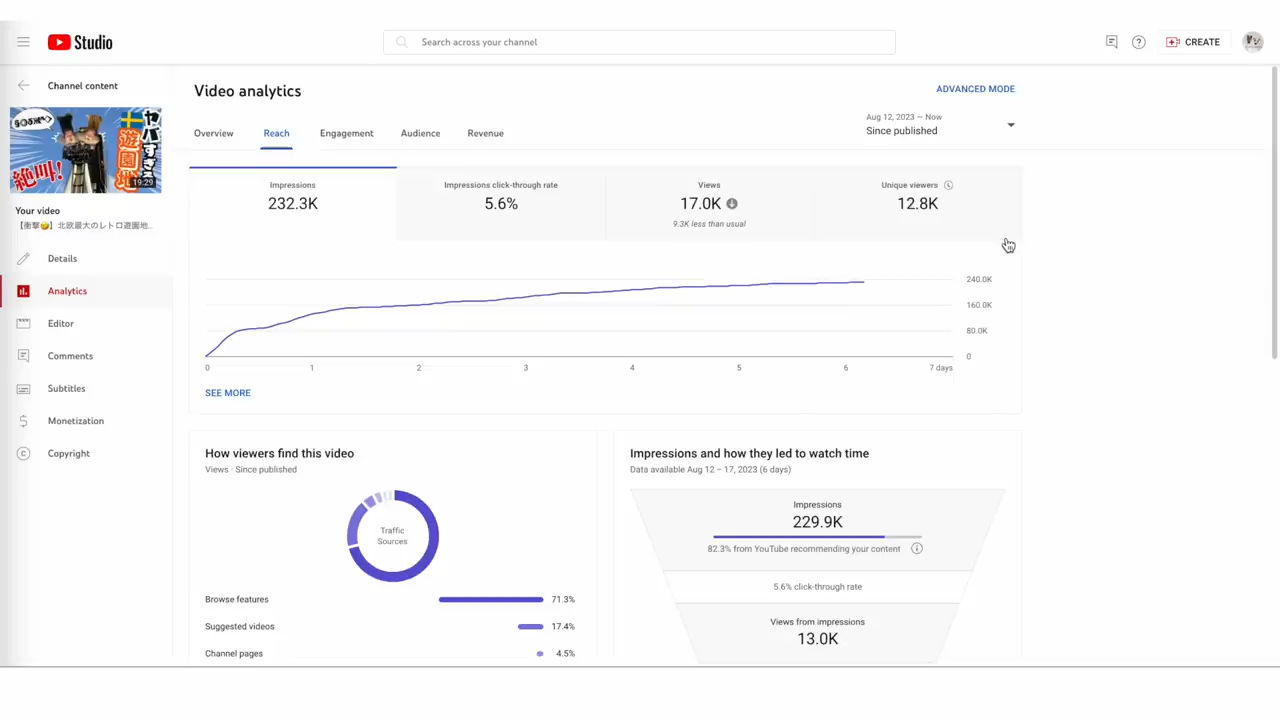 Studio
Search across your channel
CREATE
Channel content
ヤバすぎる
遊園地
絶叫!
19:29
Your video
【衝撃🤣】北欧最大のレトロ遊園地...
Details
Analytics
Editor
Comments
Subtitles
Monetization
Copyright
Video analytics
ADVANCED MODE
Overview
Reach
Engagement
Audience
Revenue
Aug 12, 2023 – Now
Since published
Impressions
232.3K
Impressions click-through rate
5.6%
Views
17.0K
9.3K less than usual
Unique viewers
12.8K
240.0K
160.0K
80.0K
0
0 1 2 3 4 5 6 7 days
SEE MORE
How viewers find this video
Views · Since published
Traffic
Sources
Browse features 71.3%
Suggested videos 17.4%
Channel pages 4.5%
Impressions and how they led to watch time
Data available Aug 12 – 17, 2023 (6 days)
Impressions
229.9K
82.3% from YouTube recommending your content
5.6% click-through rate
Views from impressions
13.0K